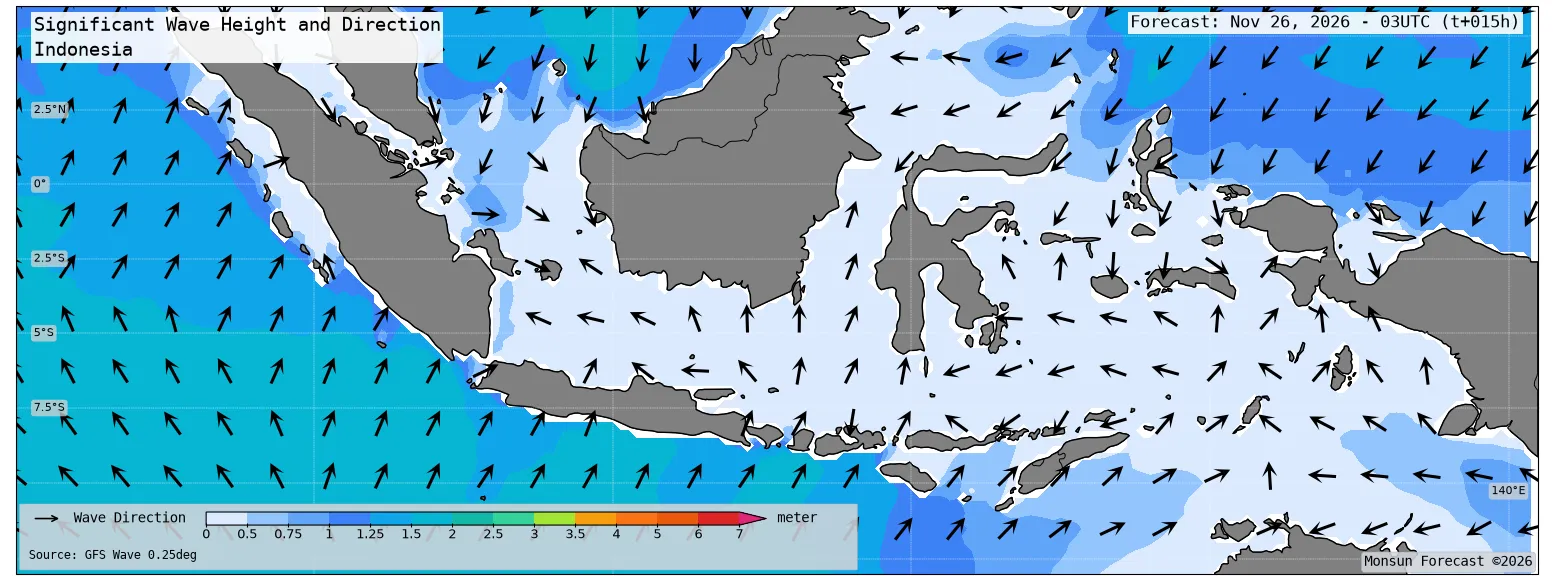 Significant Wave Height and Direction
Indonesia
Forecast: Nov 26, 2026 - 03UTC (t+015h)
2.5°N
0°
2.5°S
5°S
7.5°S
140°E
Wave Direction
0 0.5 0.75 1 1.25 1.5 2 2.5 3 3.5 4 5 6 7
meter
Source: GFS Wave 0.25deg
Monsun Forecast ©2026